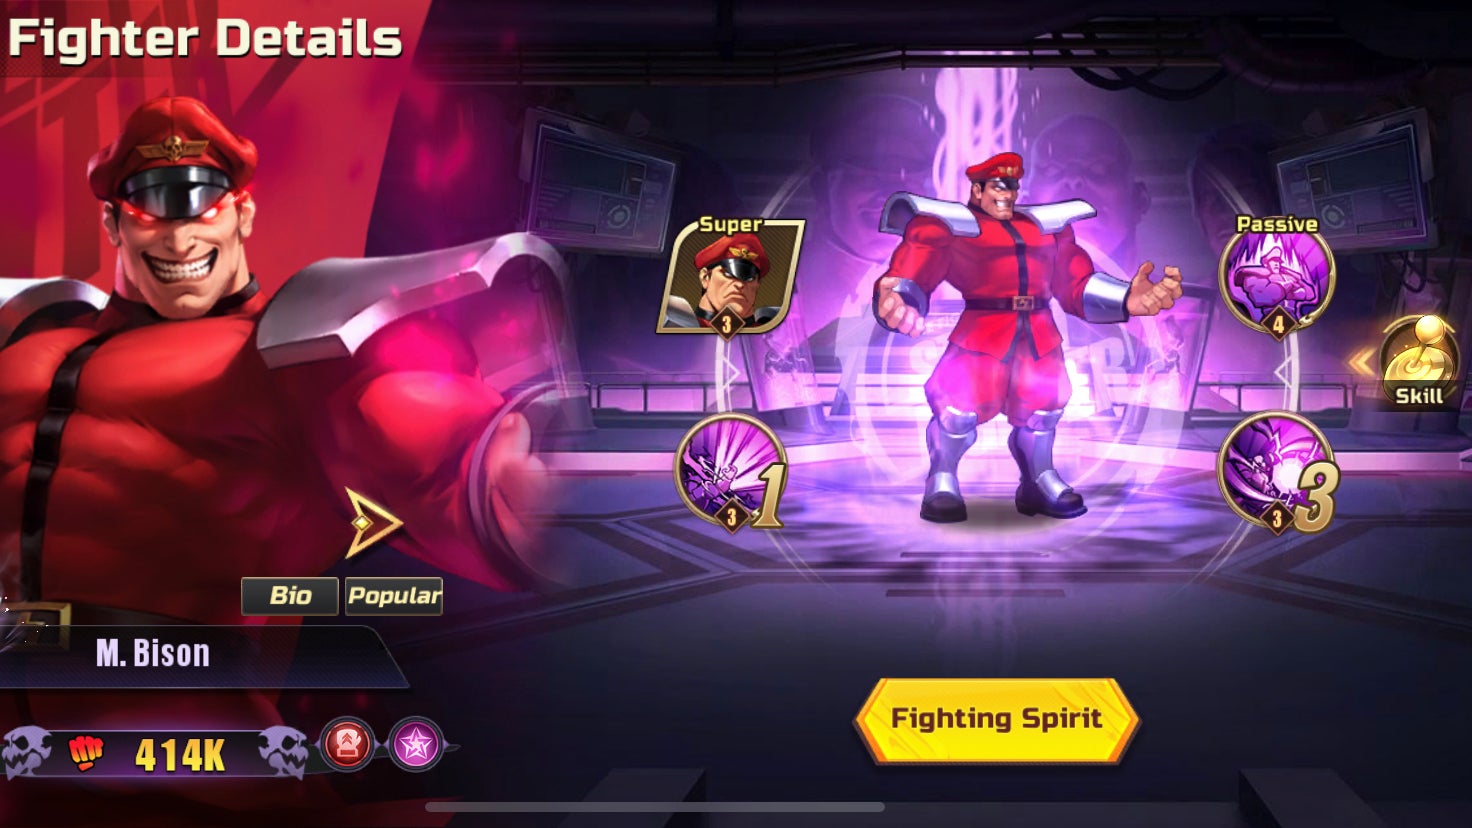 Fighter Details
Super
3
Passive
4
Skill
1
3
3
3
Bio
Popular
M. Bison
414K
Fighting Spirit